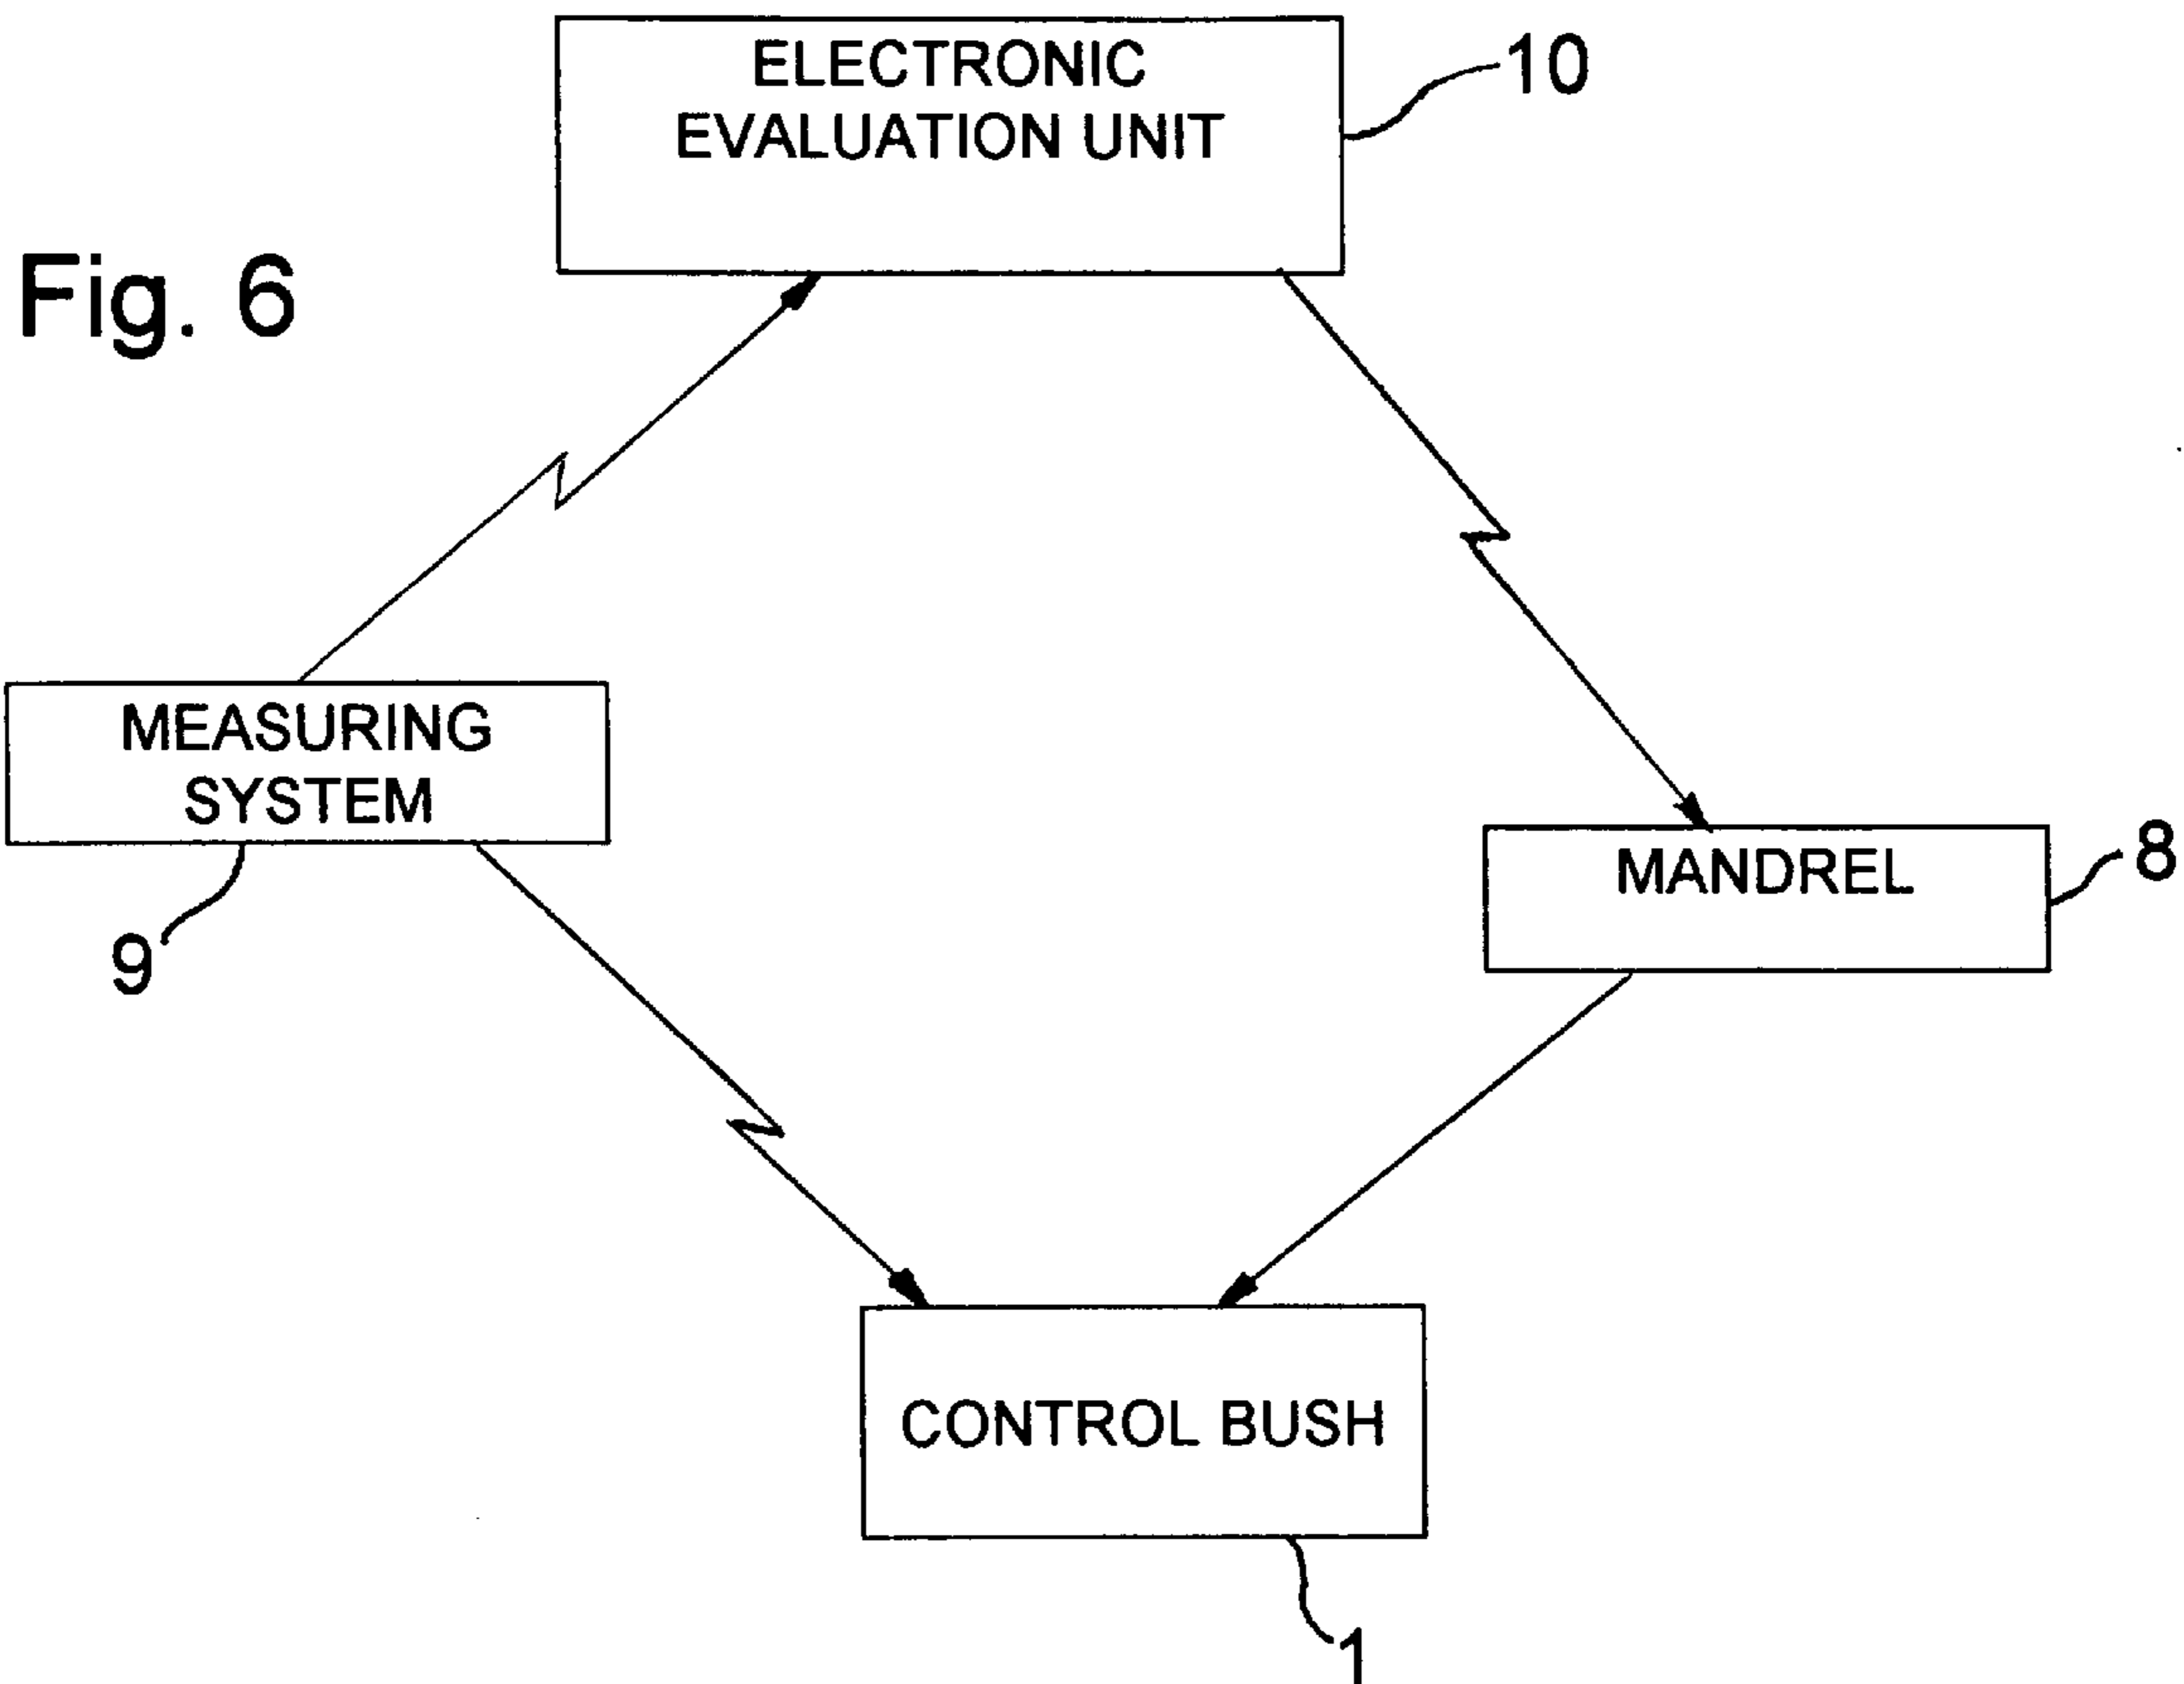 ELECTRONIC
EVALUATION UNIT
10
Fig. 6
MEASURING
SYSTEM
9
MANDREL
8
CONTROL BUSH
1